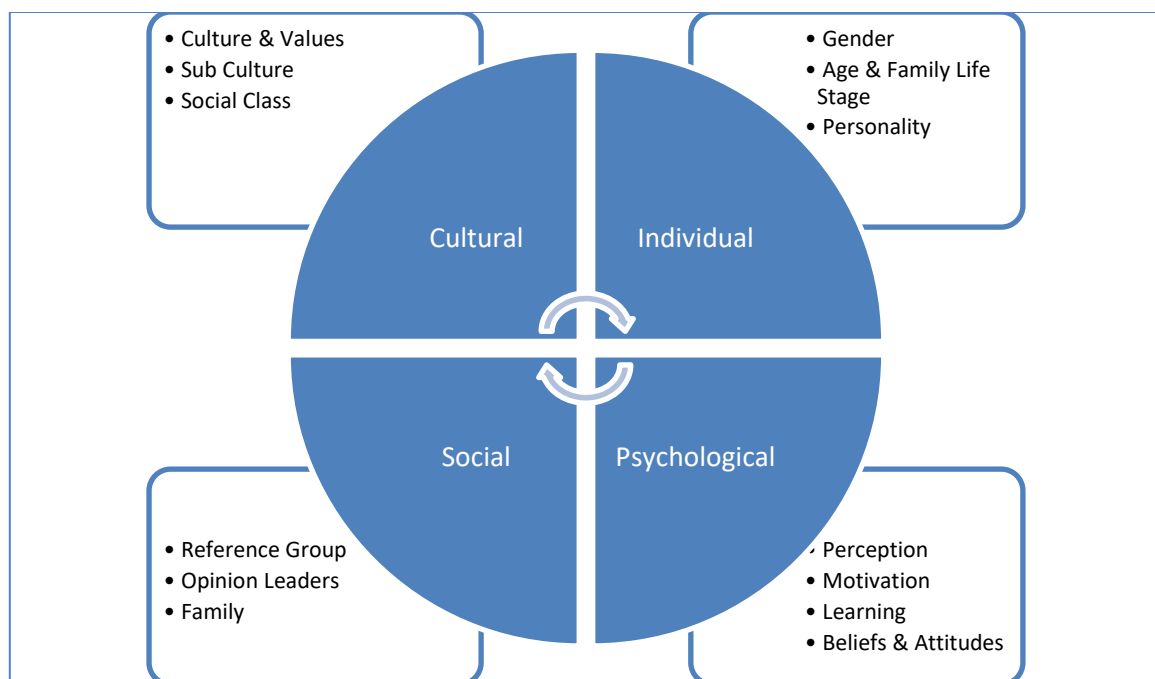 • Culture & Values
• Sub Culture
• Social Class
• Gender
• Age & Family Life
Stage
• Personality
Cultural
Individual
Social
Psychological
• Reference Group
• Opinion Leaders
• Family
• Perception
• Motivation
• Learning
• Beliefs & Attitudes